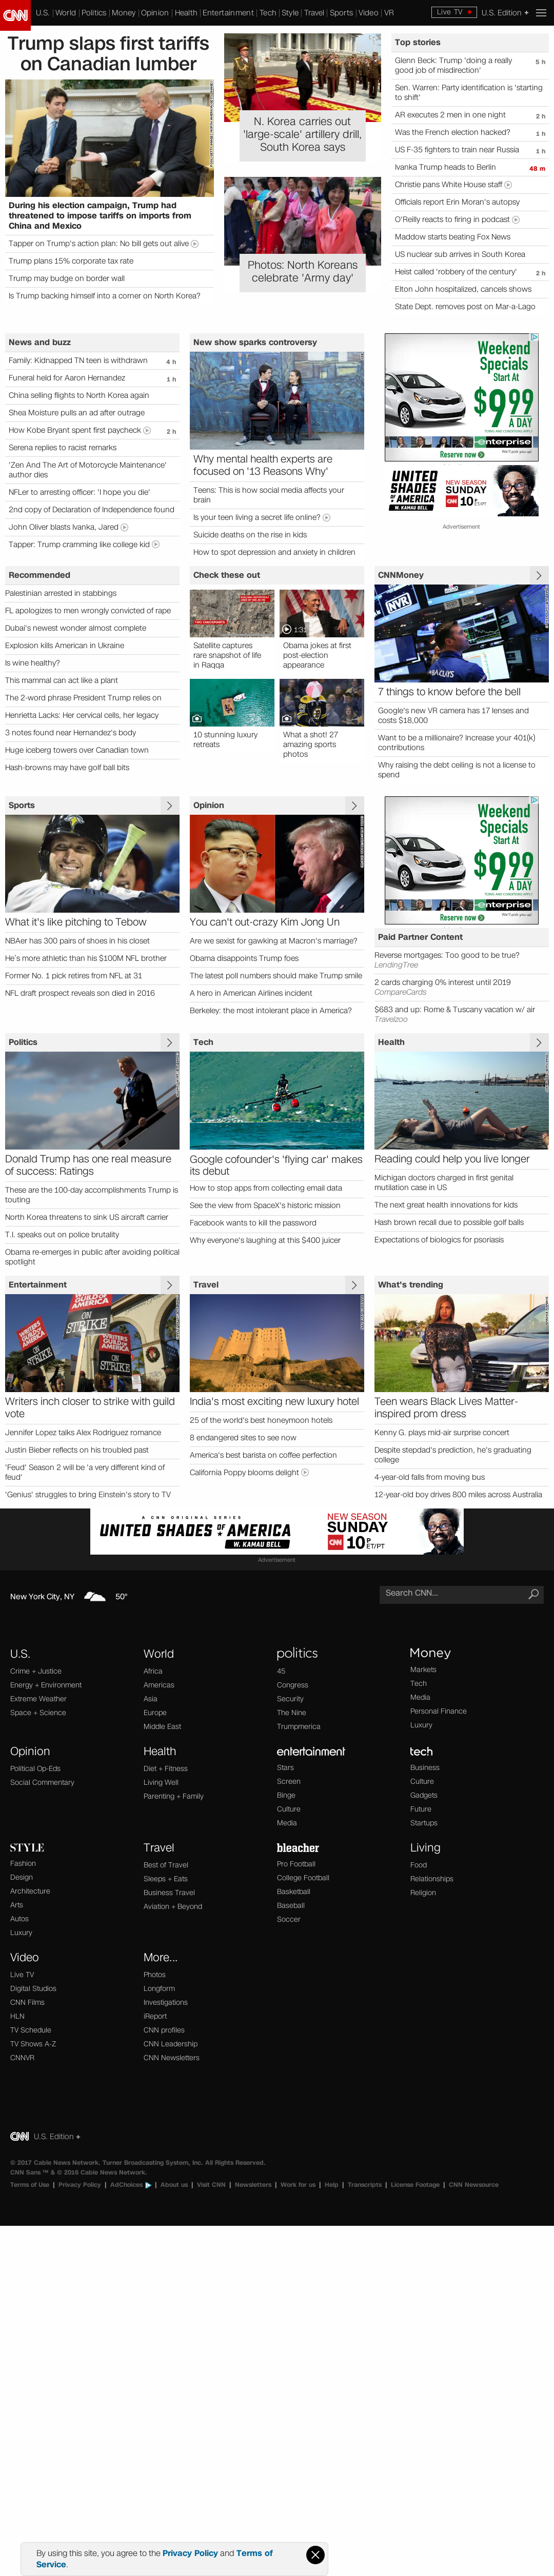 CNN
U.S. World Politics Money Opinion Health Entertainment Tech Style Travel Sports Video VR
Live TV
U.S. Edition +
Trump slaps first tariffs
on Canadian lumber
During his election campaign, Trump had
threatened to impose tariffs on imports from
China and Mexico
Tapper on Trump's action plan: No bill gets out alive
Trump plans 15% corporate tax rate
Trump may budge on border wall
Is Trump backing himself into a corner on North Korea?
N. Korea carries out
'large-scale' artillery drill,
South Korea says
Photos: North Koreans
celebrate 'Army day'
Top stories
Glenn Beck: Trump 'doing a really
good job of misdirection'
5 h
Sen. Warren: Party identification is 'starting
to shift'
AR executes 2 men in one night 2 h
Was the French election hacked? 1 h
US F-35 fighters to train near Russia 1 h
Ivanka Trump heads to Berlin 48 m
Christie pans White House staff
Officials report Erin Moran's autopsy
O'Reilly reacts to firing in podcast
Maddow starts beating Fox News
US nuclear sub arrives in South Korea
Heist called 'robbery of the century' 2 h
Elton John hospitalized, cancels shows
State Dept. removes post on Mar-a-Lago
News and buzz
Family: Kidnapped TN teen is withdrawn 4 h
Funeral held for Aaron Hernandez 1 h
China selling flights to North Korea again
Shea Moisture pulls an ad after outrage
How Kobe Bryant spent first paycheck 2 h
Serena replies to racist remarks
'Zen And The Art of Motorcycle Maintenance'
author dies
NFLer to arresting officer: 'I hope you die'
2nd copy of Declaration of Independence found
John Oliver blasts Ivanka, Jared
Tapper: Trump cramming like college kid
New show sparks controversy
Why mental health experts are
focused on '13 Reasons Why'
Teens: This is how social media affects your
brain
Is your teen living a secret life online?
Suicide deaths on the rise in kids
How to spot depression and anxiety in children
Weekend
Specials
Start At
$9.99
A DAY
Reserve now
enterprise
UNITED
SHADES OF
AMERICA
W. KAMAU BELL
NEW SEASON
SUNDAY
CNN 10P ET/PT
Advertisement
Recommended
Palestinian arrested in stabbings
FL apologizes to men wrongly convicted of rape
Dubai's newest wonder almost complete
Explosion kills American in Ukraine
Is wine healthy?
This mammal can act like a plant
The 2-word phrase President Trump relies on
Henrietta Lacks: Her cervical cells, her legacy
3 notes found near Hernandez's body
Huge iceberg towers over Canadian town
Hash-browns may have golf ball bits
Check these out
1:31
Satellite captures
rare snapshot of life
in Raqqa
Obama jokes at first
post-election
appearance
10 stunning luxury
retreats
What a shot! 27
amazing sports
photos
CNNMoney
7 things to know before the bell
Google's new VR camera has 17 lenses and
costs $18,000
Want to be a millionaire? Increase your 401(k)
contributions
Why raising the debt ceiling is not a license to
spend
Sports
What it's like pitching to Tebow
NBAer has 300 pairs of shoes in his closet
He's more athletic than his $100M NFL brother
Former No. 1 pick retires from NFL at 31
NFL draft prospect reveals son died in 2016
Opinion
You can't out-crazy Kim Jong Un
Are we sexist for gawking at Macron's marriage?
Obama disappoints Trump foes
The latest poll numbers should make Trump smile
A hero in American Airlines incident
Berkeley: the most intolerant place in America?
Weekend
Specials
Start At
$9.99
A DAY
Reserve now
enterprise
Paid Partner Content
Reverse mortgages: Too good to be true?
LendingTree
2 cards charging 0% interest until 2019
CompareCards
$683 and up: Rome & Tuscany vacation w/ air
Travelzoo
Politics
Donald Trump has one real measure
of success: Ratings
These are the 100-day accomplishments Trump is
touting
North Korea threatens to sink US aircraft carrier
T.I. speaks out on police brutality
Obama re-emerges in public after avoiding political
spotlight
Tech
Google cofounder's 'flying car' makes
its debut
How to stop apps from collecting email data
See the view from SpaceX's historic mission
Facebook wants to kill the password
Why everyone's laughing at this $400 juicer
Health
Reading could help you live longer
Michigan doctors charged in first genital
mutilation case in US
The next great health innovations for kids
Hash brown recall due to possible golf balls
Expectations of biologics for psoriasis
Entertainment
WRITERS GUILD OF AMERICA
ON STRIKE
Writers inch closer to strike with guild
vote
Jennifer Lopez talks Alex Rodriguez romance
Justin Bieber reflects on his troubled past
'Feud' Season 2 will be 'a very different kind of
feud'
'Genius' struggles to bring Einstein's story to TV
Travel
India's most exciting new luxury hotel
25 of the world's best honeymoon hotels
8 endangered sites to see now
America's best barista on coffee perfection
California Poppy blooms delight
What's trending
Teen wears Black Lives Matter-
inspired prom dress
Kenny G. plays mid-air surprise concert
Despite stepdad's prediction, he's graduating
college
4-year-old falls from moving bus
12-year-old boy drives 800 miles across Australia
A CNN ORIGINAL SERIES
UNITED SHADES OF AMERICA
W. KAMAU BELL
NEW SEASON
SUNDAY
CNN 10P ET/PT
Advertisement
New York City, NY 50°
Search CNN...
U.S.
Crime + Justice
Energy + Environment
Extreme Weather
Space + Science
World
Africa
Americas
Asia
Europe
Middle East
politics
45
Congress
Security
The Nine
Trumpmerica
Money
Markets
Tech
Media
Personal Finance
Luxury
Opinion
Political Op-Eds
Social Commentary
Health
Diet + Fitness
Living Well
Parenting + Family
entertainment
Stars
Screen
Binge
Culture
Media
tech
Business
Culture
Gadgets
Future
Startups
STYLE
Fashion
Design
Architecture
Arts
Autos
Luxury
Travel
Best of Travel
Sleeps + Eats
Business Travel
Aviation + Beyond
bleacher
Pro Football
College Football
Basketball
Baseball
Soccer
Living
Food
Relationships
Religion
Video
Live TV
Digital Studios
CNN Films
HLN
TV Schedule
TV Shows A-Z
CNNVR
More...
Photos
Longform
Investigations
iReport
CNN profiles
CNN Leadership
CNN Newsletters
CNN U.S. Edition +
© 2017 Cable News Network. Turner Broadcasting System, Inc. All Rights Reserved.
CNN Sans ™ & © 2016 Cable News Network.
Terms of Use | Privacy Policy | AdChoices | About us | Visit CNN | Newsletters | Work for us | Help | Transcripts | License Footage | CNN Newsource
By using this site, you agree to the Privacy Policy and Terms of
Service.